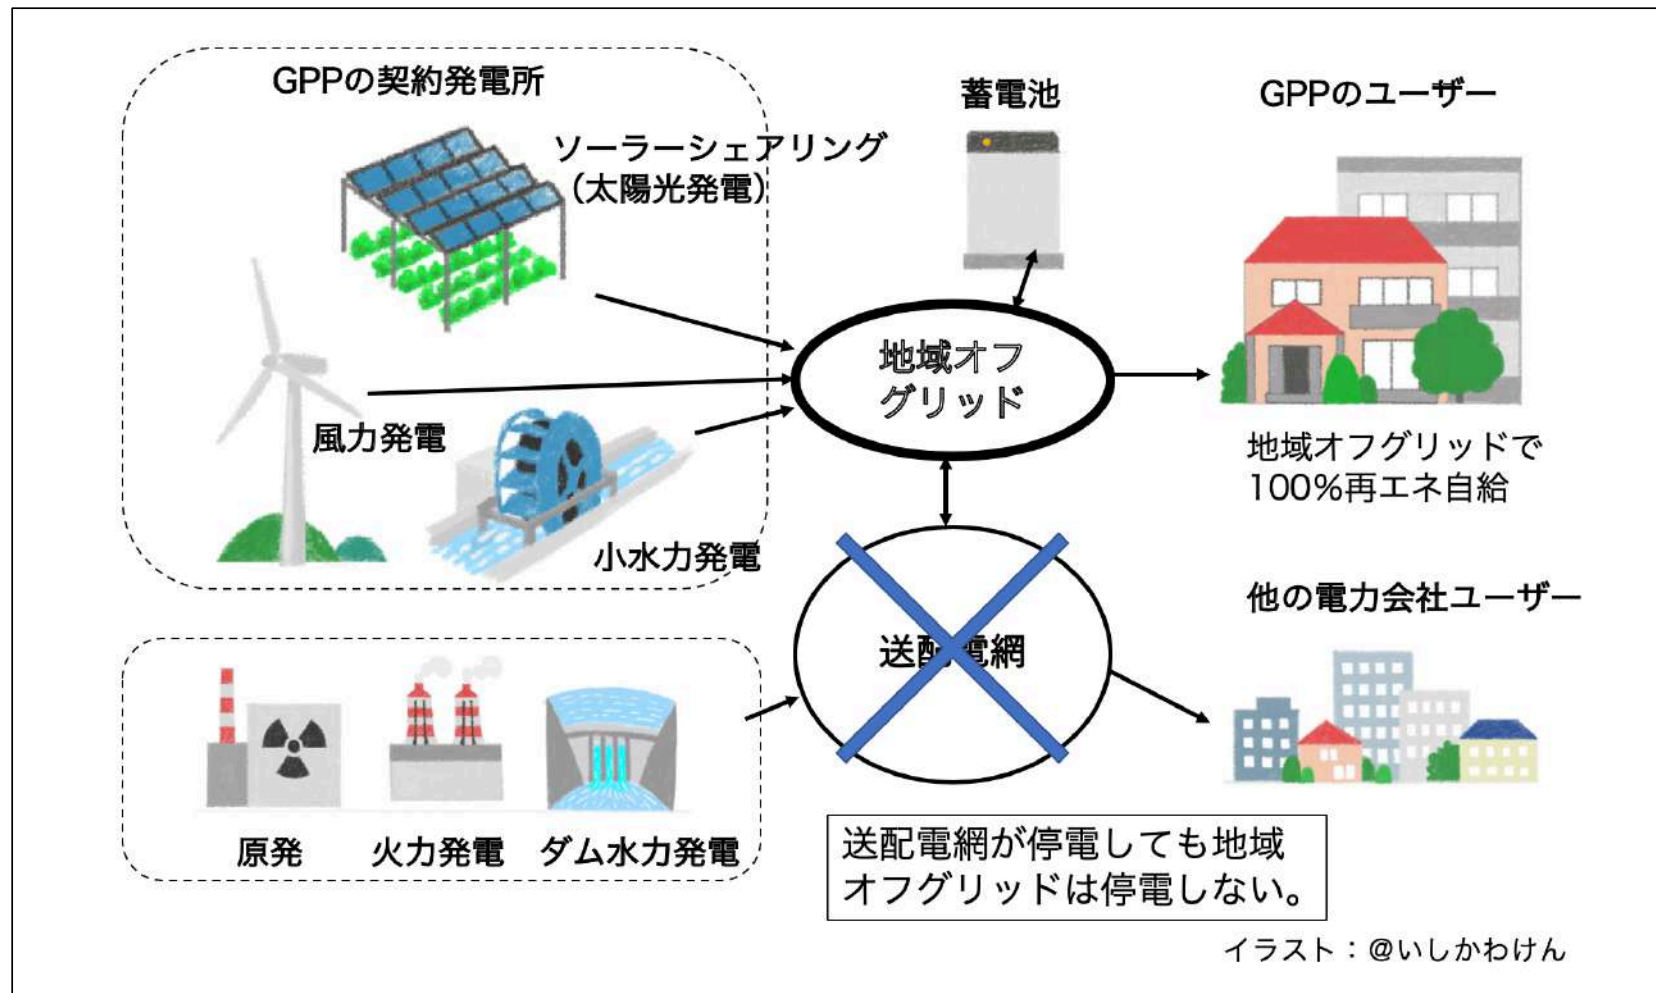 GPPの契約発電所
ソーラーシェアリング
（太陽光発電）
風力発電
小水力発電
蓄電池
GPPのユーザー
地域オフ
グリッド
地域オフグリッドで
100%再エネ自給
送配電網
他の電力会社ユーザー
原発
火力発電
ダム水力発電
送配電網が停電しても地域
オフグリッドは停電しない。
イラスト：@いしかわけん